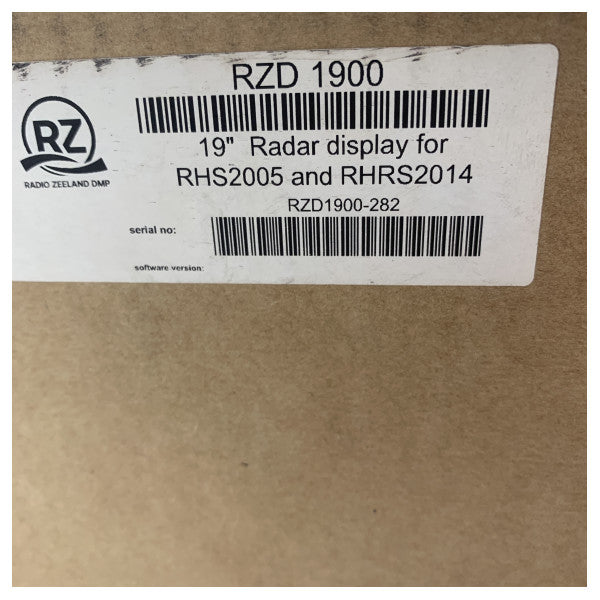 RZD 1900
RZ
RADIO ZEELAND DMP
19" Radar display for
RHS2005 and RHRS2014
RZD1900-282
serial no:
software version: